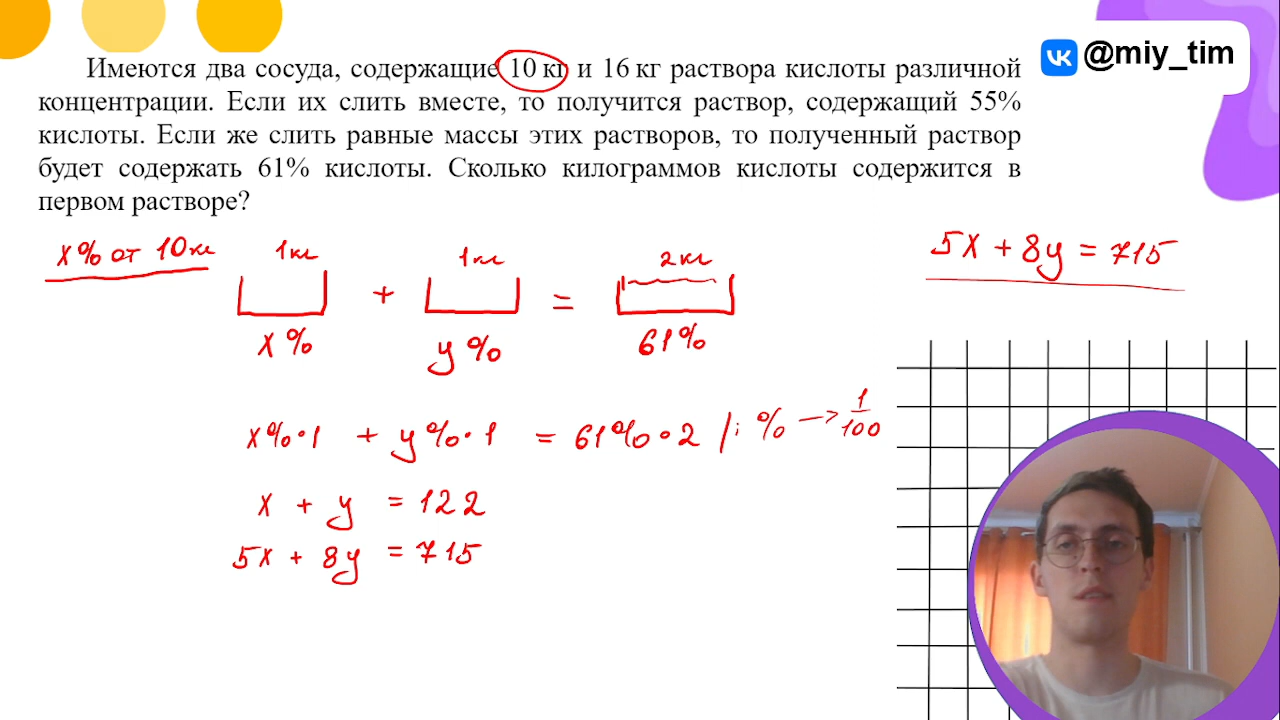 @miy_tim
Имеются два сосуда, содержащие 10 кг и 16 кг раствора кислоты различной
концентрации. Если их слить вместе, то получится раствор, содержащий 55%
кислоты. Если же слить равные массы этих растворов, то полученный раствор
будет содержать 61% кислоты. Сколько килограммов кислоты содержится в
первом растворе?
x% от 10кг 1кг 1кг 2кг
5x + 8y = 715
+ =
x% y% 61%
x%·1 + y%·1 = 61%·2 /: % → 1/100
x + y = 122
5x + 8y = 715